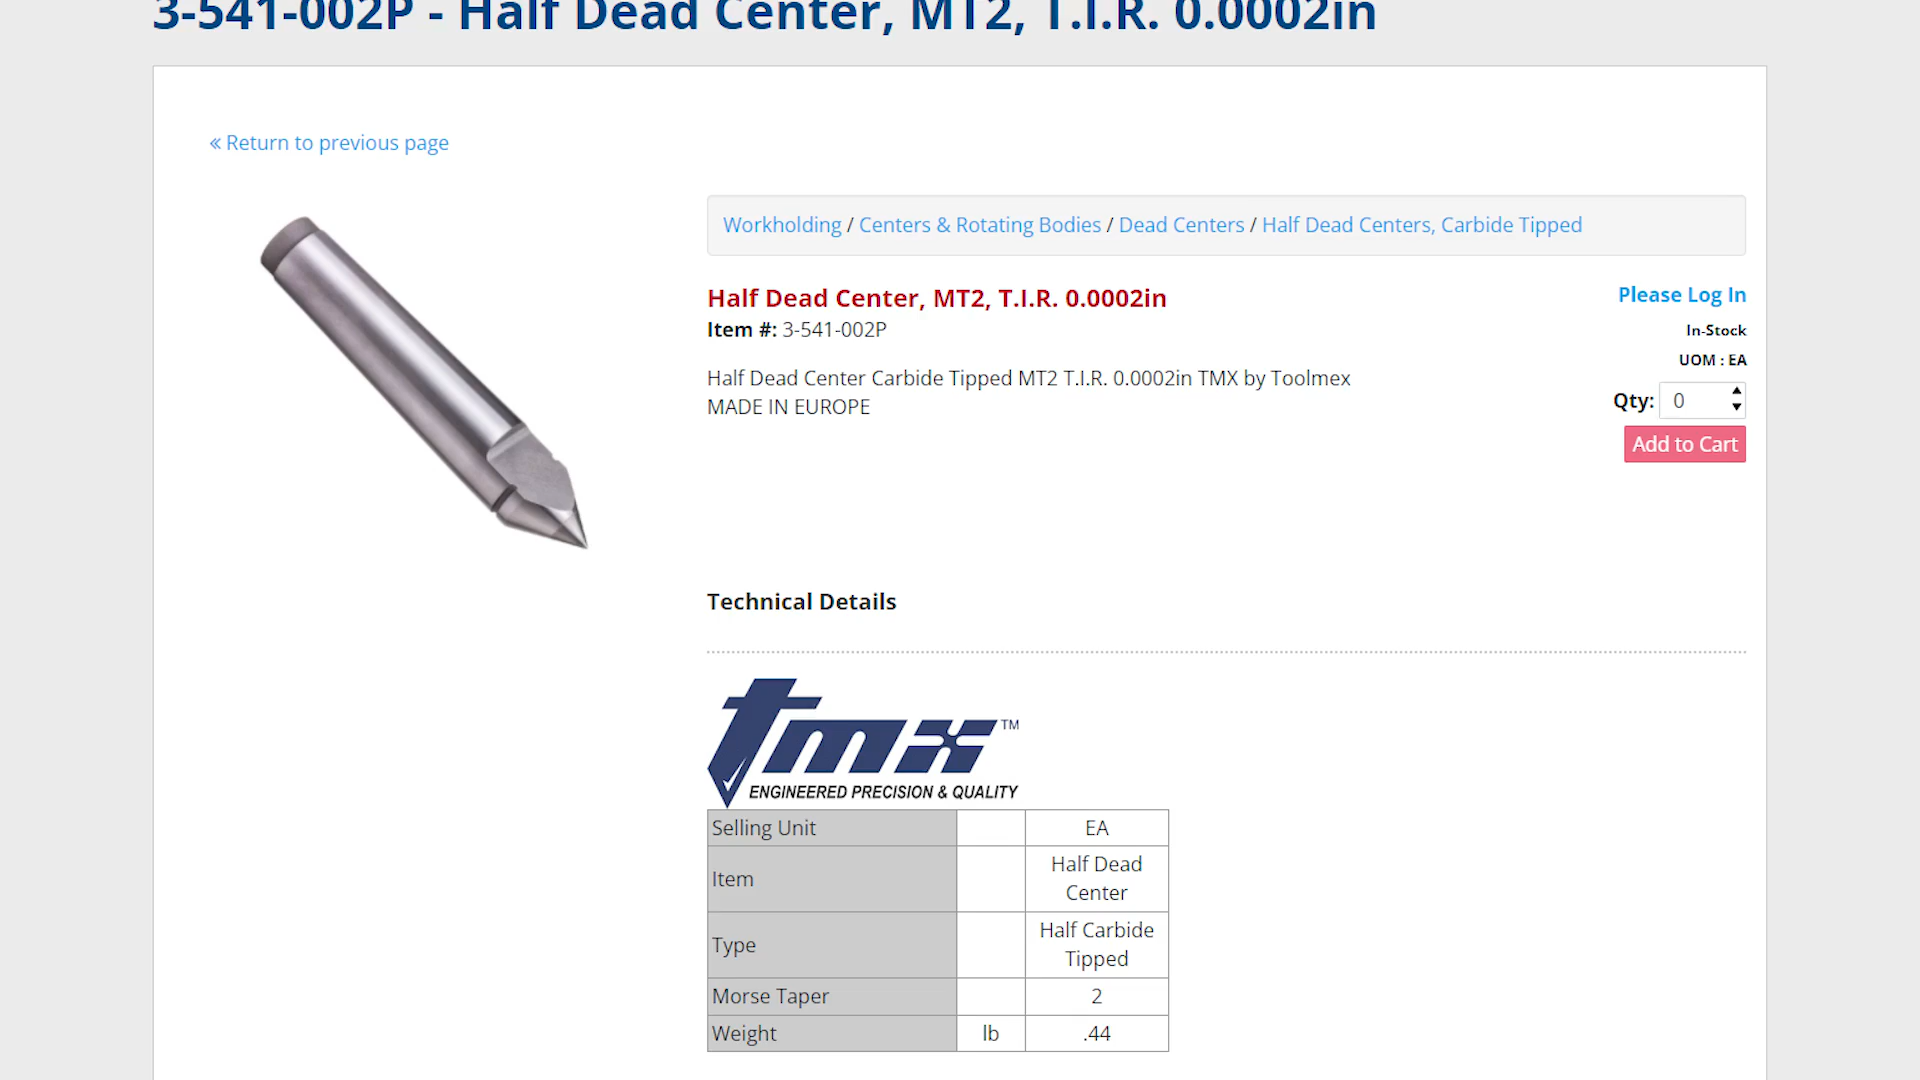 3-541-002P - Half Dead Center, MT2, T.I.R. 0.0002in
« Return to previous page
Workholding / Centers & Rotating Bodies / Dead Centers / Half Dead Centers, Carbide Tipped
Half Dead Center, MT2, T.I.R. 0.0002in
Item #: 3-541-002P
Half Dead Center Carbide Tipped MT2 T.I.R. 0.0002in TMX by Toolmex
MADE IN EUROPE
Please Log In
In-Stock
UOM : EA
Qty: 0
Add to Cart
Technical Details
tmx TM
ENGINEERED PRECISION & QUALITY
Selling Unit EA
Item Half Dead
Center
Type Half Carbide
Tipped
Morse Taper 2
Weight lb .44